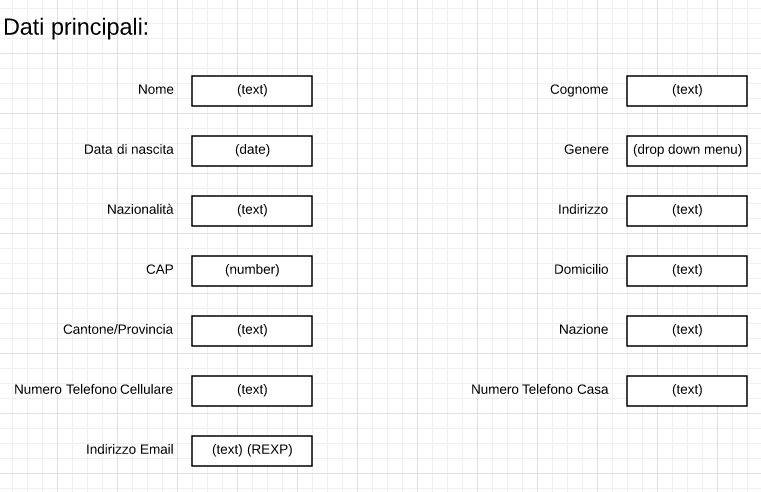 Dati principali:
Nome (text) Cognome (text)
Data di nascita (date) Genere (drop down menu)
Nazionalità (text) Indirizzo (text)
CAP (number) Domicilio (text)
Cantone/Provincia (text) Nazione (text)
Numero Telefono Cellulare (text) Numero Telefono Casa (text)
Indirizzo Email (text) (REXP)